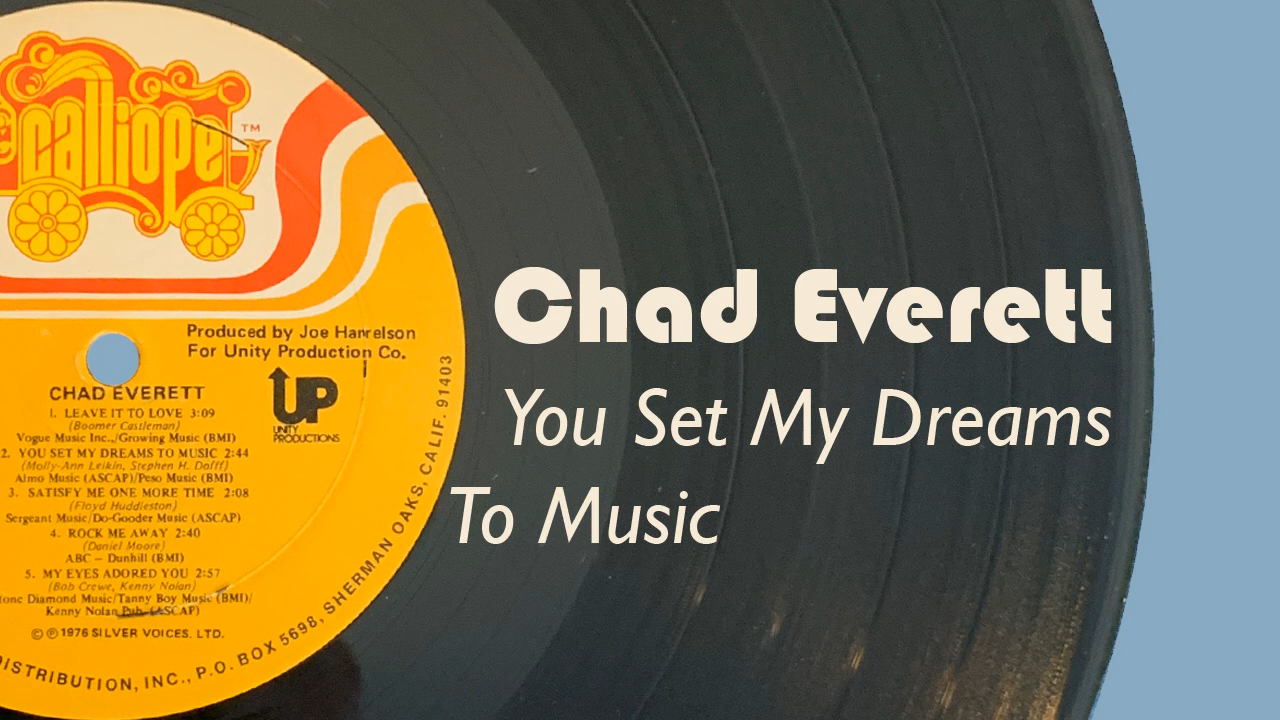 calliope
TM
Produced by Joe Harrelson
For Unity Production Co.
CHAD EVERETT
UP
UNITY
PRODUCTIONS
1. LEAVE IT TO LOVE 3:09
(Boomer Castleman)
Vogue Music Inc../Growing Music (BMI)
2. YOU SET MY DREAMS TO MUSIC 2:44
(Molly-Ann Leikin, Stephen H. Dofff)
Almo Music (ASCAP)/Peso Music (BMI)
3. SATISFY ME ONE MORE TIME 2:08
(Floyd Huddleston)
Sergeant Music/Do-Gooder Music (ASCAP)
4. ROCK ME AWAY 2:40
(Daniel Moore)
ABC – Dunhill (BMI)
5. MY EYES ADORED YOU 2:57
(Bob Crewe, Kenny Nolan)
Diamond Music/Tanny Boy Music (BMI)/
Kenny Nolan Pub. (ASCAP)
©℗1976 SILVER VOICES, LTD.
DISTRIBUTION, INC., P.O. BOX 5698, SHERMAN OAKS, CALIF. 91403
Chad Everett
You Set My Dreams
To Music